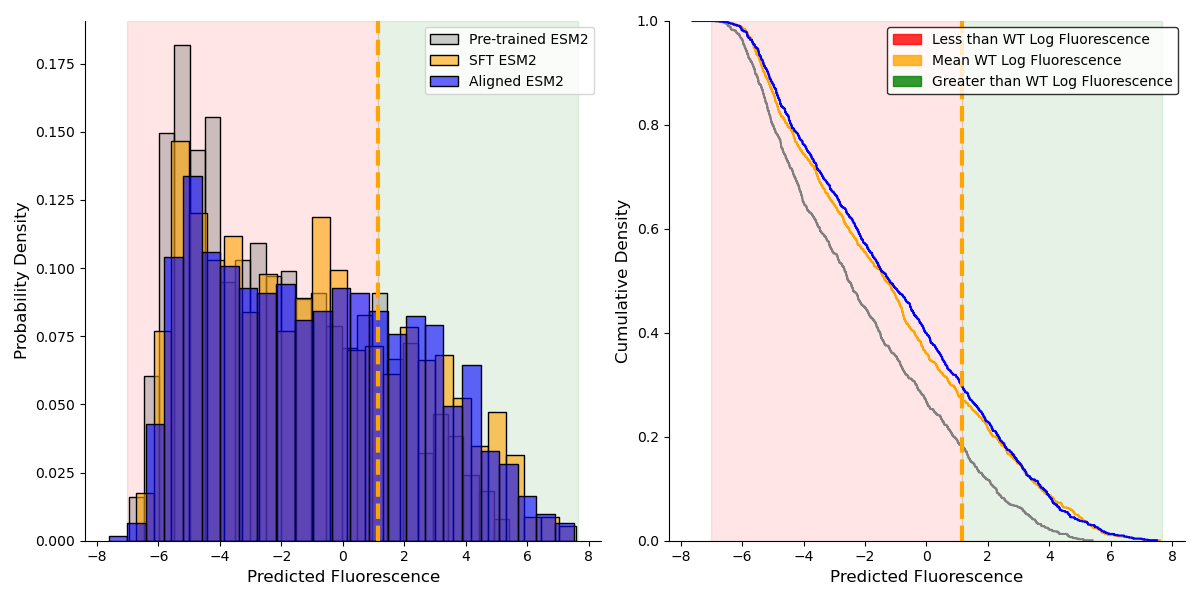 Probability Density
0.175
0.150
0.125
0.100
0.075
0.050
0.025
0.000
−8 −6 −4 −2 0 2 4 6 8
Predicted Fluorescence
Pre-trained ESM2
SFT ESM2
Aligned ESM2
Cumulative Density
1.0
0.8
0.6
0.4
0.2
0.0
−8 −6 −4 −2 0 2 4 6 8
Predicted Fluorescence
Less than WT Log Fluorescence
Mean WT Log Fluorescence
Greater than WT Log Fluorescence